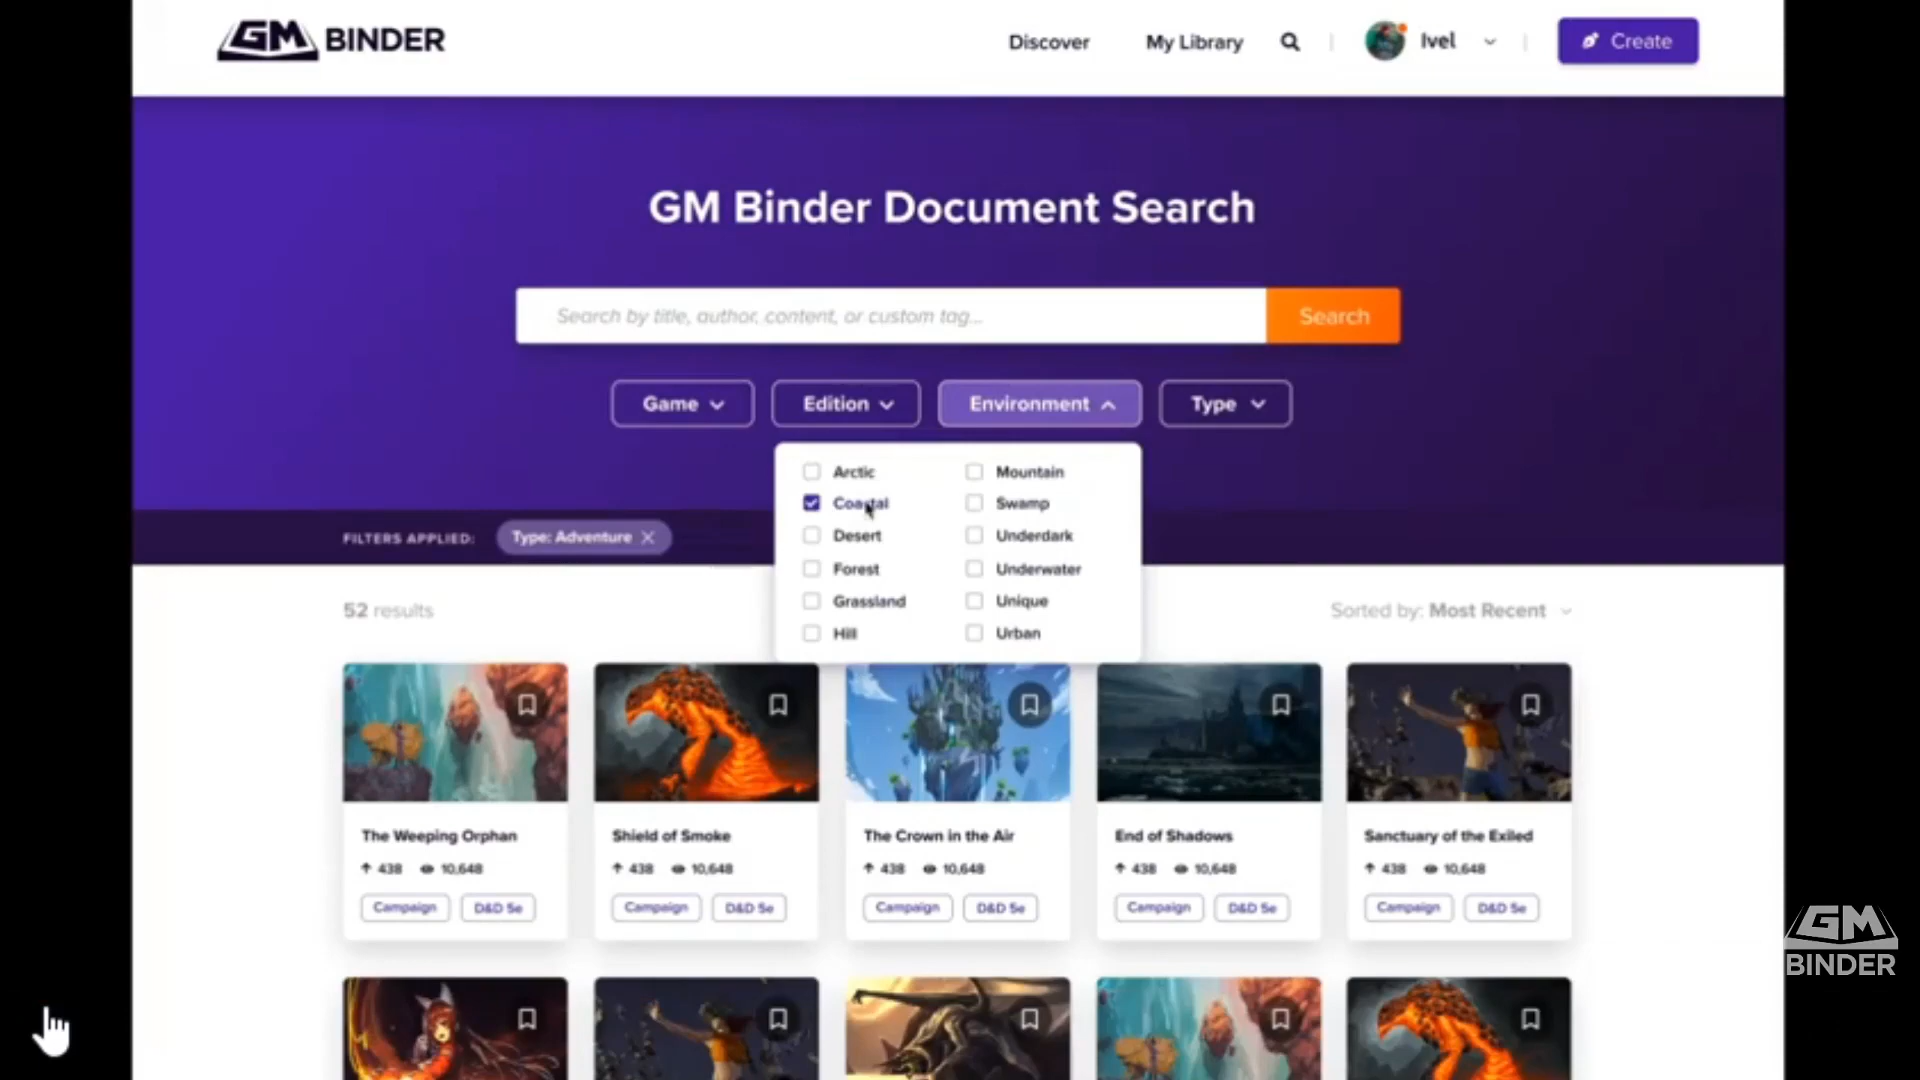 GM BINDER
Discover
My Library
Ivel
Create
GM Binder Document Search
Search by title, author, content, or custom tag...
Search
Game
Edition
Environment
Type
Arctic
Mountain
Coastal
Swamp
Desert
Underdark
Forest
Underwater
Grassland
Unique
Hill
Urban
FILTERS APPLIED:
Type: Adventure
52 results
Sorted by: Most Recent
The Weeping Orphan
438 10,648
Campaign D&D 5e
Shield of Smoke
438 10,648
Campaign D&D 5e
The Crown in the Air
438 10,648
Campaign D&D 5e
End of Shadows
438 10,648
Campaign D&D 5e
Sanctuary of the Exiled
438 10,648
Campaign D&D 5e
GM
BINDER